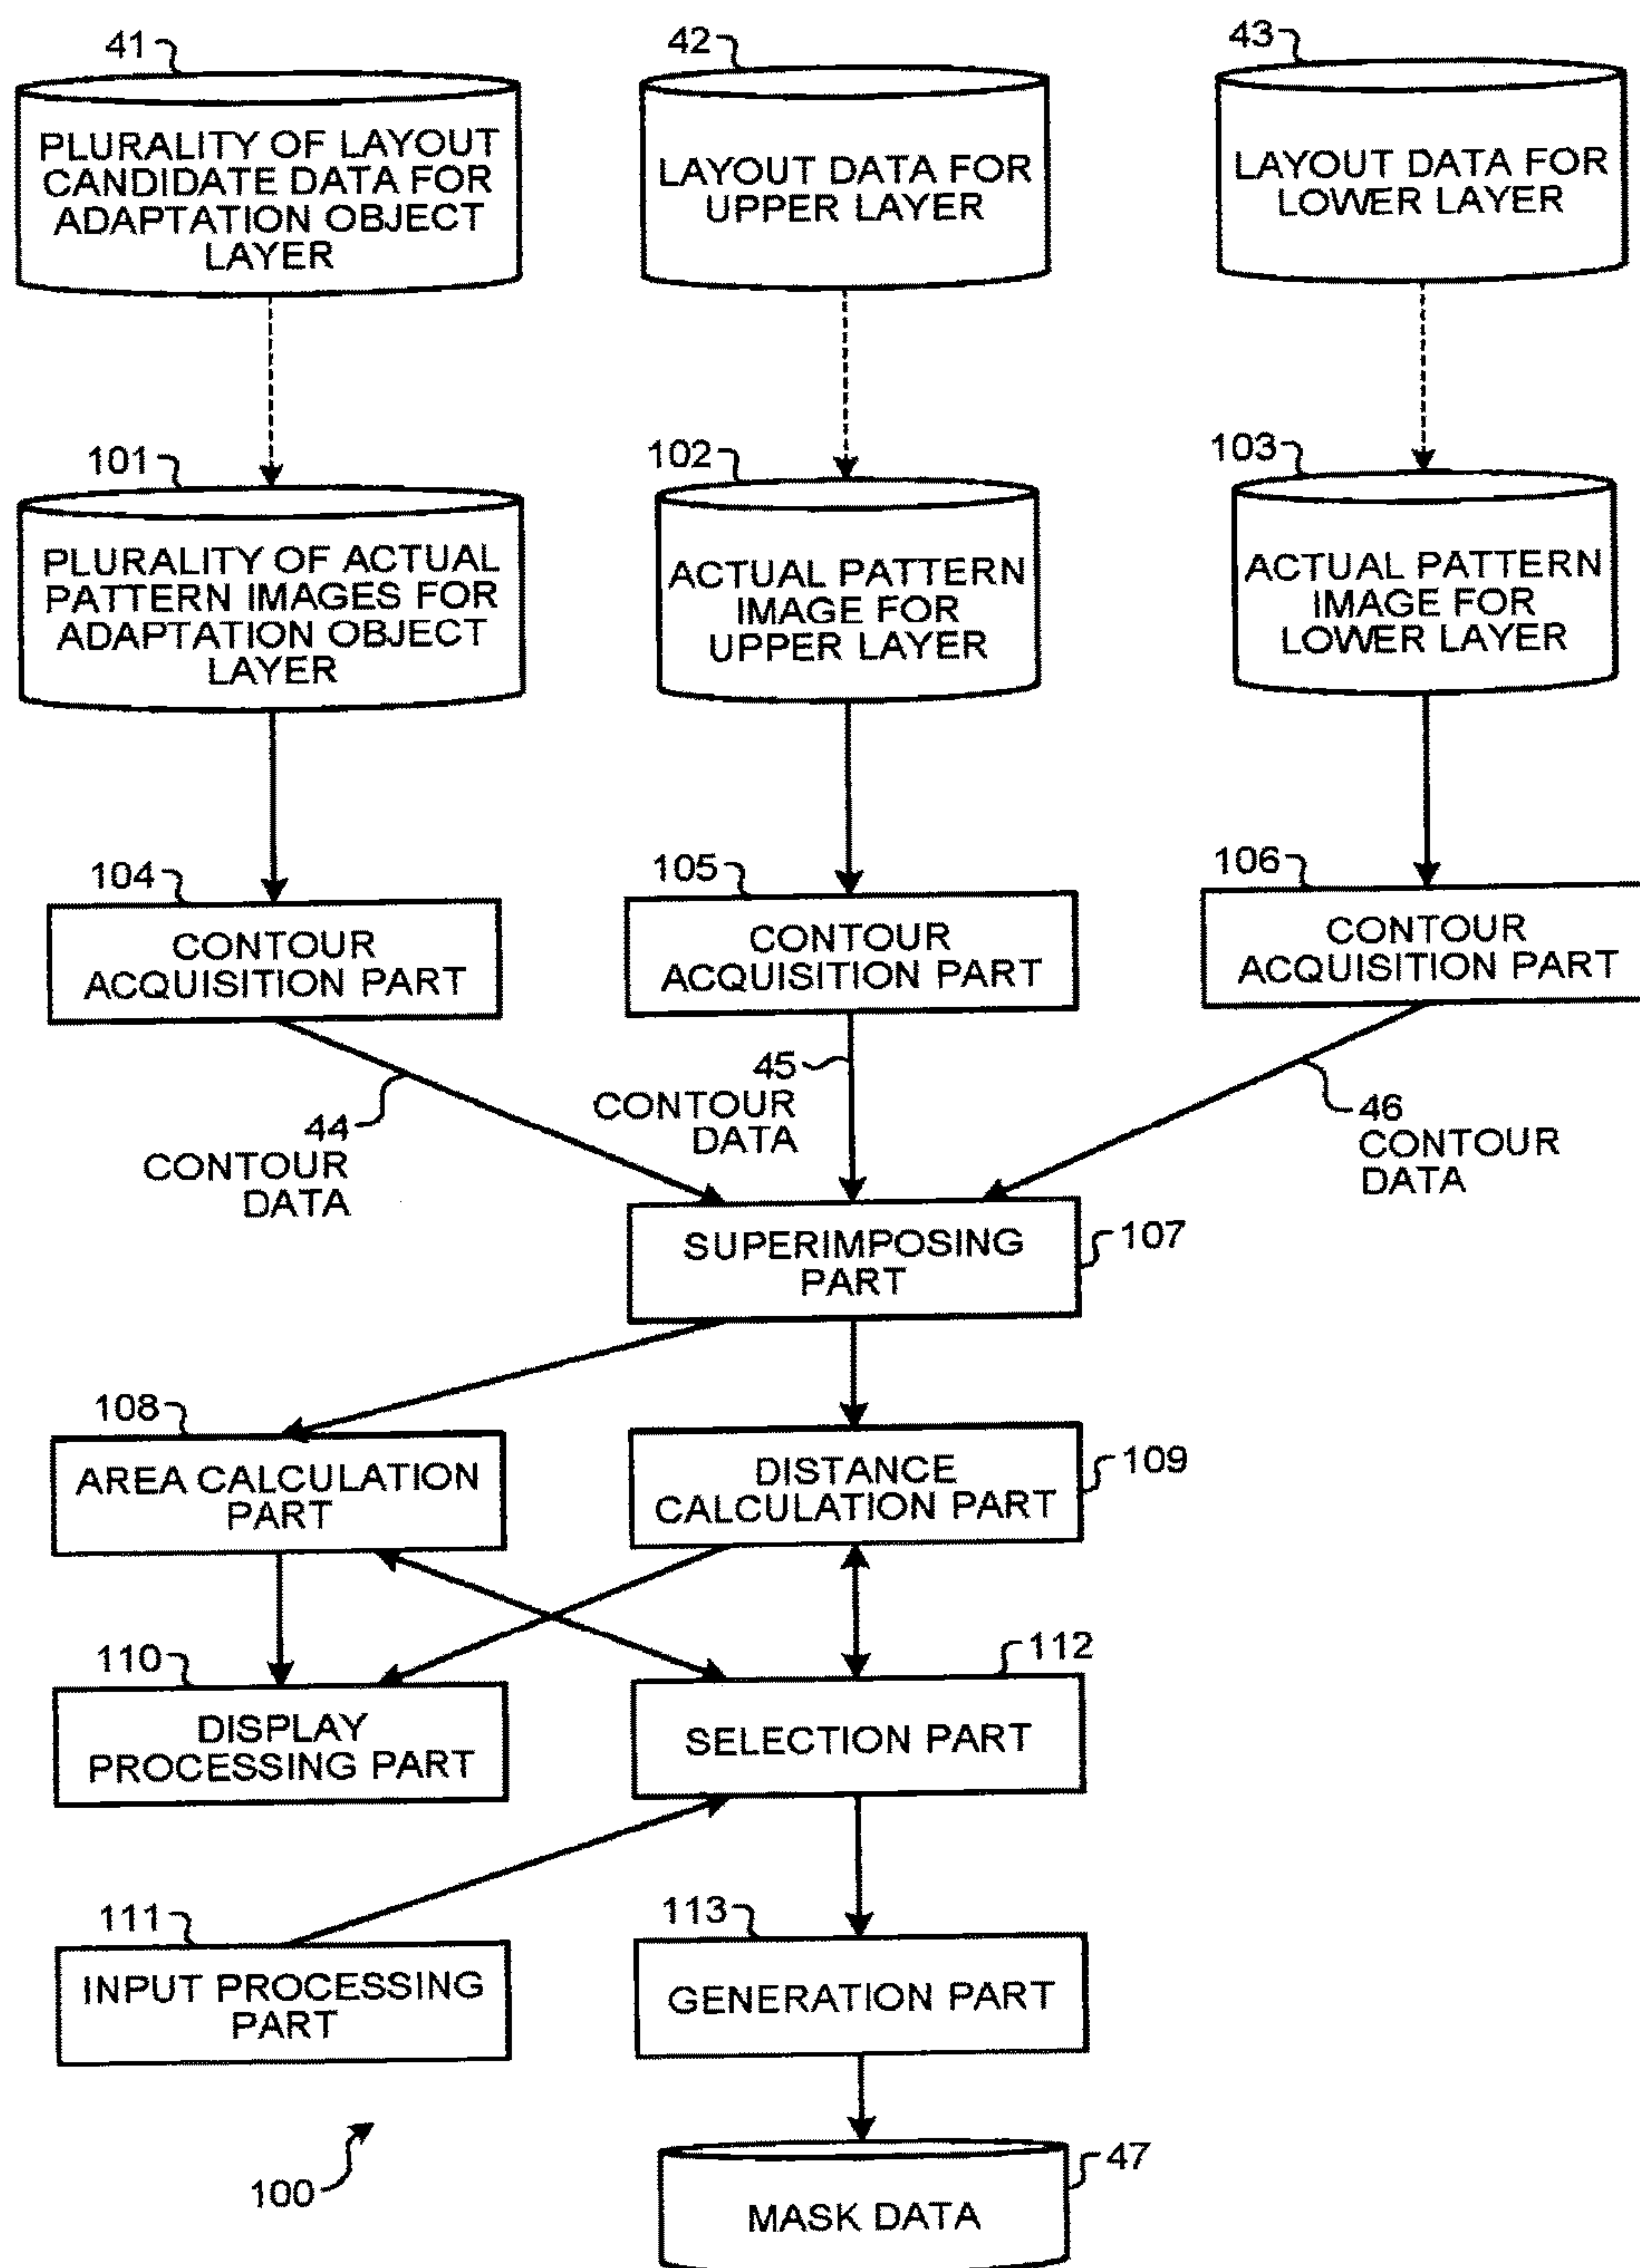 41
42
43
PLURALITY OF LAYOUT
CANDIDATE DATA FOR
ADAPTATION OBJECT
LAYER
LAYOUT DATA FOR
UPPER LAYER
LAYOUT DATA FOR
LOWER LAYER
101
102
103
PLURALITY OF ACTUAL
PATTERN IMAGES FOR
ADAPTATION OBJECT
LAYER
ACTUAL PATTERN
IMAGE FOR
UPPER LAYER
ACTUAL PATTERN
IMAGE FOR
LOWER LAYER
104
105
106
CONTOUR
ACQUISITION PART
CONTOUR
ACQUISITION PART
CONTOUR
ACQUISITION PART
44
CONTOUR
DATA
45
CONTOUR
DATA
46
CONTOUR
DATA
SUPERIMPOSING
PART
107
108
AREA CALCULATION
PART
DISTANCE
CALCULATION PART
109
110
DISPLAY
PROCESSING PART
112
SELECTION PART
111
INPUT PROCESSING
PART
113
GENERATION PART
100
47
MASK DATA